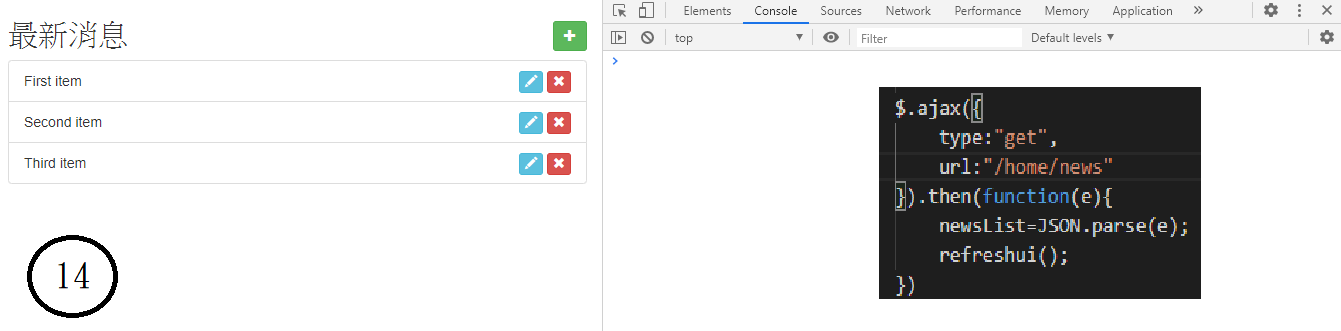 最新消息
First item
Second item
Third item
14
Elements Console Sources Network Performance Memory Application »
top Filter Default levels
$.ajax({
type:"get",
url:"/home/news"
}).then(function(e){
newsList=JSON.parse(e);
refreshui();
})